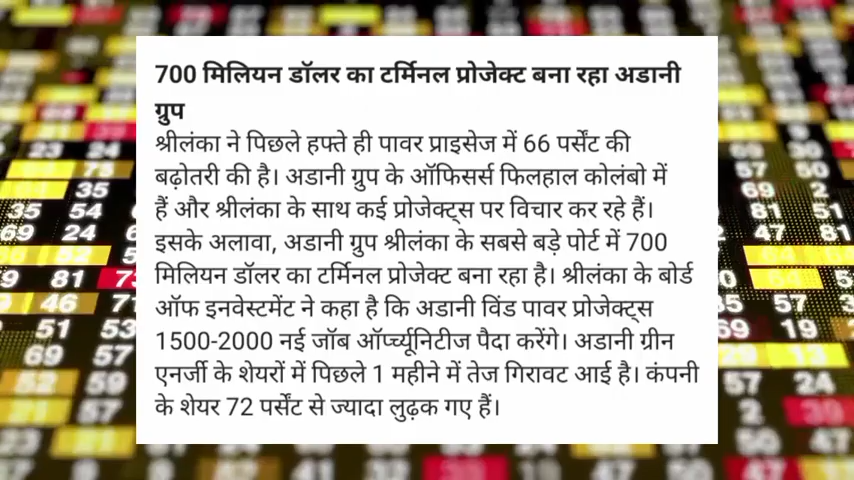 700 मिलियन डॉलर का टर्मिनल प्रोजेक्ट बना रहा अडानी
ग्रुप
श्रीलंका ने पिछले हफ्ते ही पावर प्राइसेज में 66 पर्सेंट की
बढ़ोतरी की है। अडानी ग्रुप के ऑफिसर्स फिलहाल कोलंबो में
हैं और श्रीलंका के साथ कई प्रोजेक्ट्स पर विचार कर रहे हैं।
इसके अलावा, अडानी ग्रुप श्रीलंका के सबसे बड़े पोर्ट में 700
मिलियन डॉलर का टर्मिनल प्रोजेक्ट बना रहा है। श्रीलंका के बोर्ड
ऑफ इनवेस्टमेंट ने कहा है कि अडानी विंड पावर प्रोजेक्ट्स
1500-2000 नई जॉब ऑर्प्च्यूनिटीज पैदा करेंगे। अडानी ग्रीन
एनर्जी के शेयरों में पिछले 1 महीने में तेज गिरावट आई है। कंपनी
के शेयर 72 पर्सेंट से ज्यादा लुढ़क गए हैं।